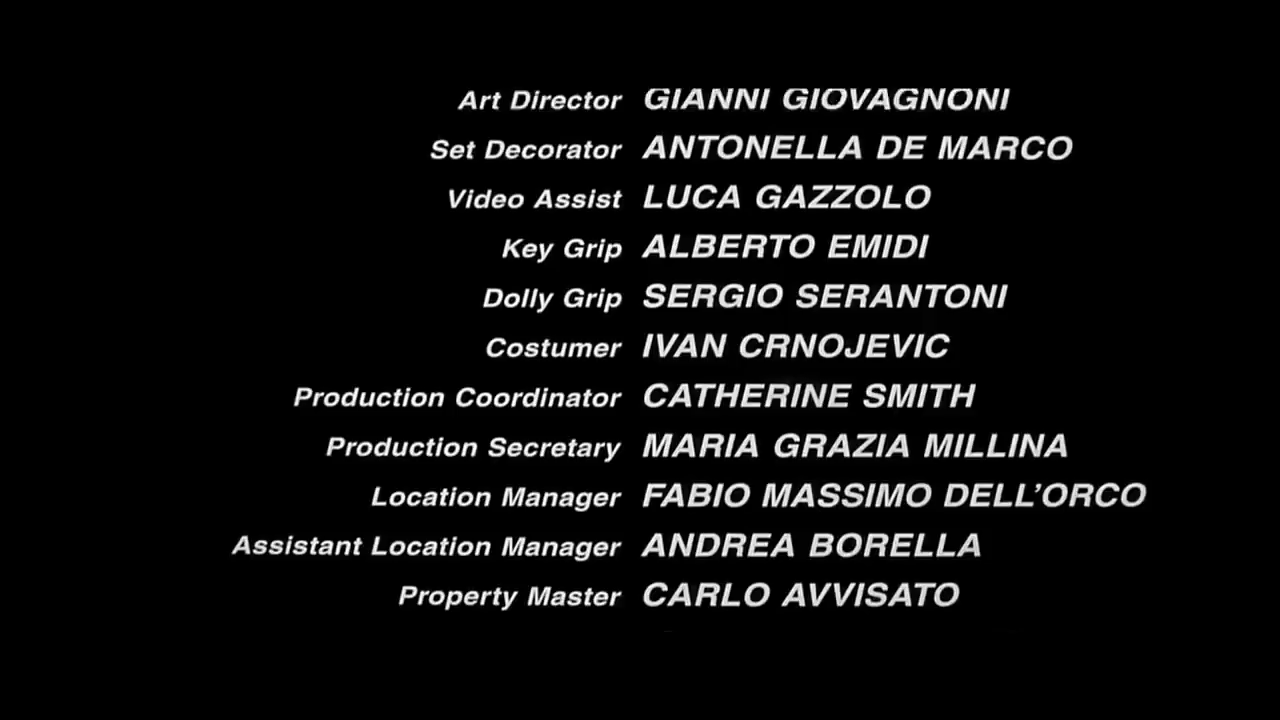 Art Director GIANNI GIOVAGNONI
Set Decorator ANTONELLA DE MARCO
Video Assist LUCA GAZZOLO
Key Grip ALBERTO EMIDI
Dolly Grip SERGIO SERANTONI
Costumer IVAN CRNOJEVIC
Production Coordinator CATHERINE SMITH
Production Secretary MARIA GRAZIA MILLINA
Location Manager FABIO MASSIMO DELL’ORCO
Assistant Location Manager ANDREA BORELLA
Property Master CARLO AVVISATO